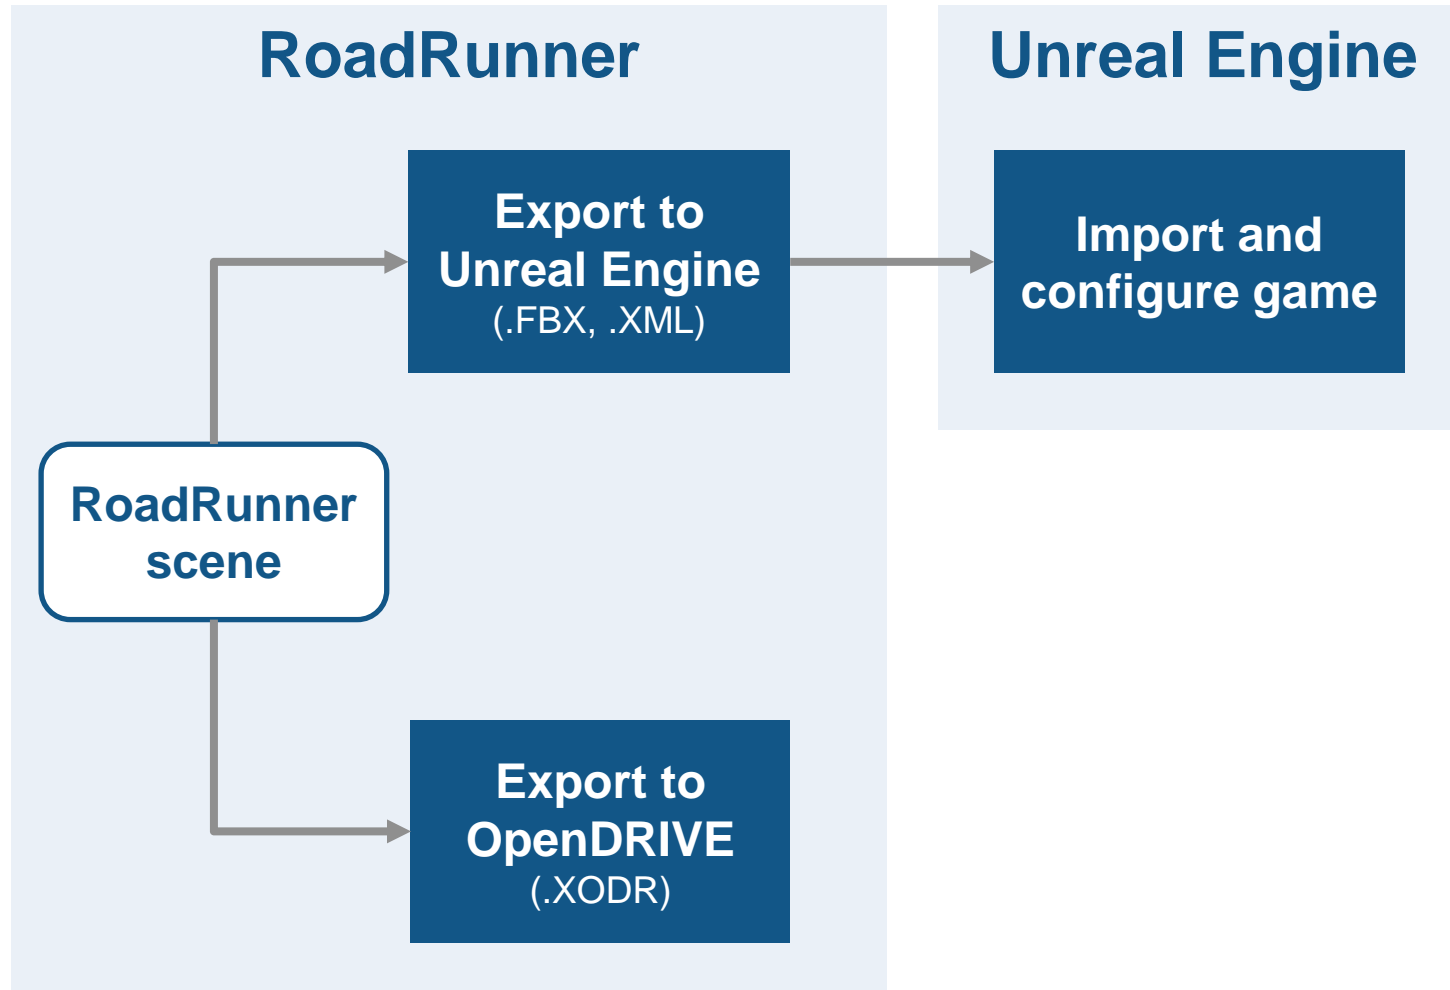 RoadRunner
Unreal Engine
Export to
Unreal Engine
(.FBX, .XML)
Import and
configure game
RoadRunner
scene
Export to
OpenDRIVE
(.XODR)